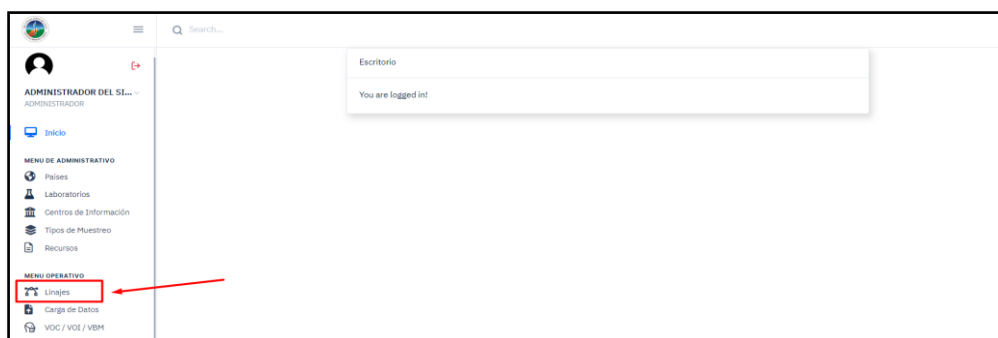 Search...
ADMINISTRADOR DEL SI...
ADMINISTRADOR
Inicio
MENU DE ADMINISTRATIVO
Países
Laboratorios
Centros de Información
Tipos de Muestreo
Recursos
MENU OPERATIVO
Linajes
Carga de Datos
VOC / VOI / VBM
Escritorio
You are logged in!